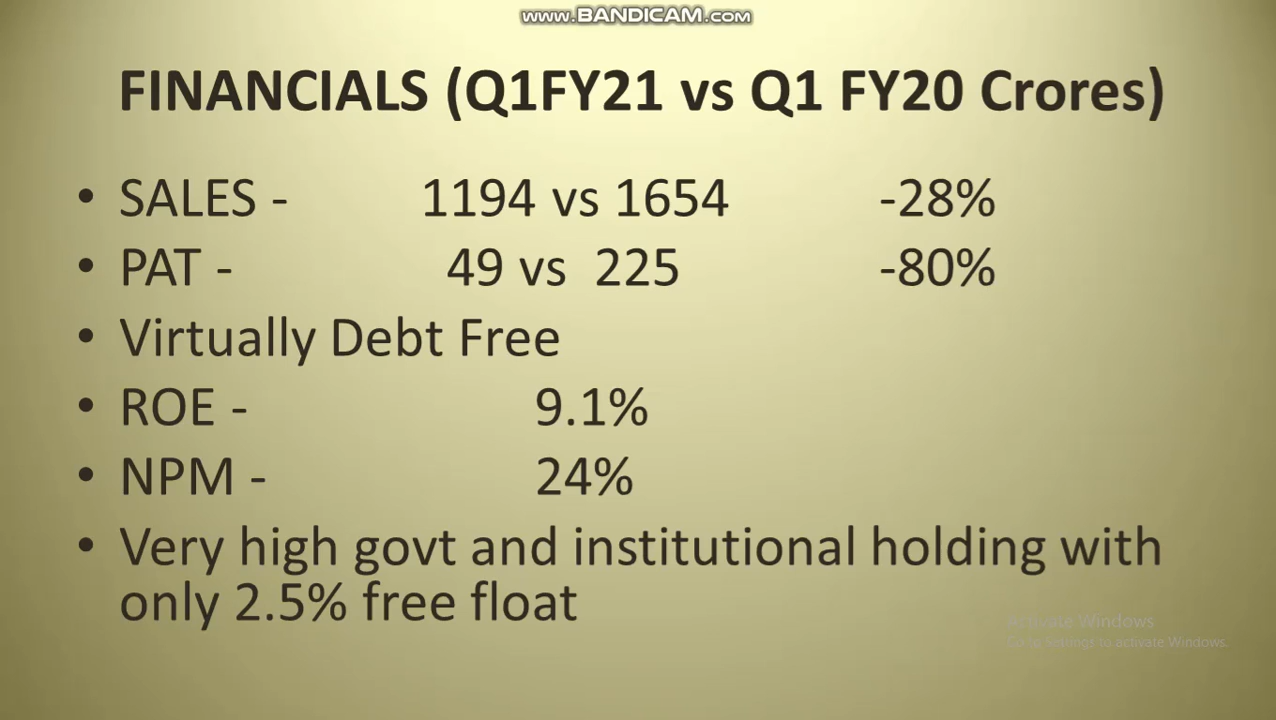 www.BANDICAM.com
FINANCIALS (Q1FY21 vs Q1 FY20 Crores)
• SALES - 1194 vs 1654 -28%
• PAT - 49 vs 225 -80%
• Virtually Debt Free
• ROE - 9.1%
• NPM - 24%
• Very high govt and institutional holding with
only 2.5% free float
Activate Windows
Go to Settings to activate Windows.